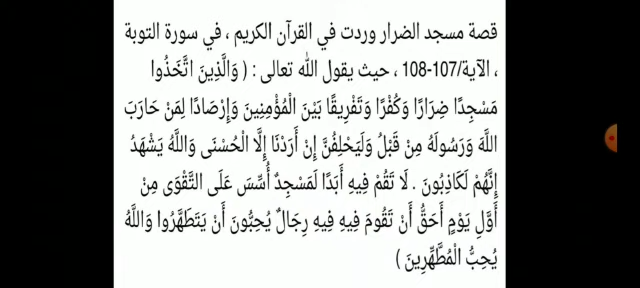 قصة مسجد الضرار وردت في القرآن الكريم ، في سورة التوبة
، الآية/107-108 ، حيث يقول الله تعالى : ( وَالَّذِينَ اتَّخَذُوا
مَسْجِدًا ضِرَارًا وَكُفْرًا وَتَفْرِيقًا بَيْنَ الْمُؤْمِنِينَ وَإِرْصَادًا لِمَنْ حَارَبَ
اللَّهَ وَرَسُولَهُ مِنْ قَبْلُ وَلَيَحْلِفُنَّ إِنْ أَرَدْنَا إِلَّا الْحُسْنَى وَاللَّهُ يَشْهَدُ
إِنَّهُمْ لَكَاذِبُونَ . لَا تَقُمْ فِيهِ أَبَدًا لَمَسْجِدٌ أُسِّسَ عَلَى التَّقْوَى مِنْ
أَوَّلِ يَوْمٍ أَحَقُّ أَنْ تَقُومَ فِيهِ فِيهِ رِجَالٌ يُحِبُّونَ أَنْ يَتَطَهَّرُوا وَاللَّهُ
يُحِبُّ الْمُطَّهِّرِينَ )